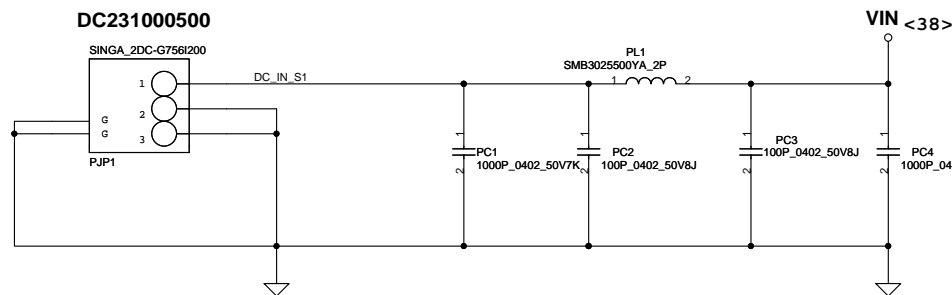 DC231000500
VIN <38>
SINGA_2DC-G756I200
PL1
SMB3025500YA_2P
DC_IN_S1
1
1 2
2
G
G
3
PJP1
1
1
1
1
PC1
PC2
PC3
PC4
1000P_0402_50V7K
100P_0402_50V8J
100P_0402_50V8J
1000P_04
2
2
2
2